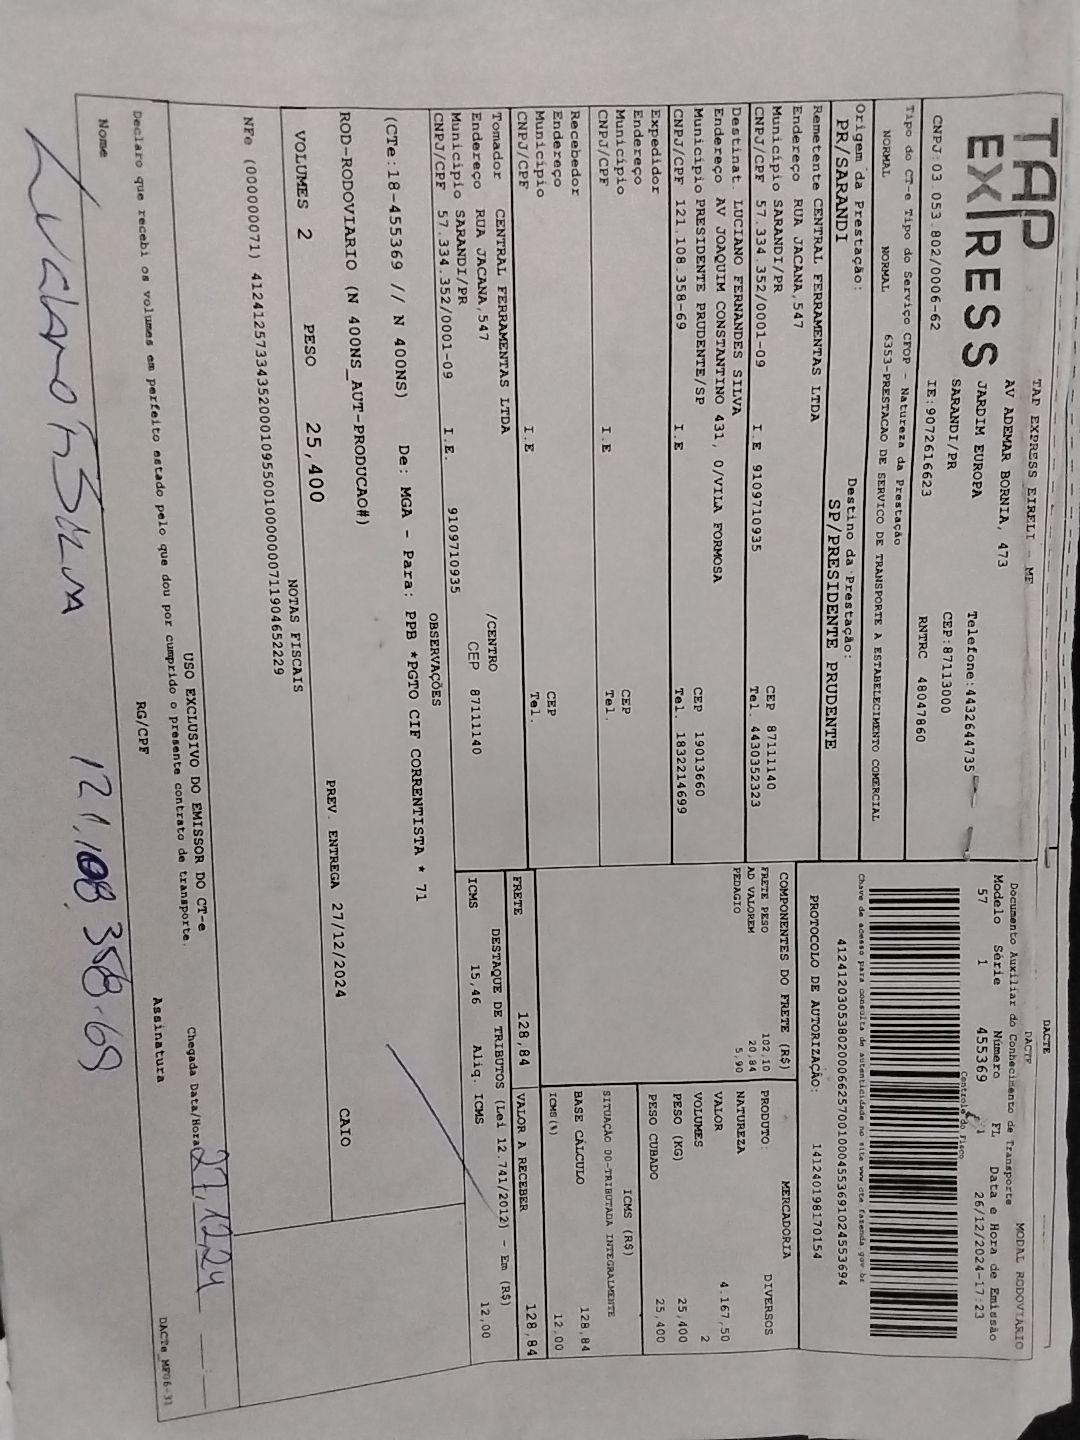 TAP
EXPRESS
TAP EXPRESS EIRELI - ME
AV ADEMAR BORNIA, 473
JARDIM EUROPA
SARANDI/PR
CNPJ:03.053.802/0006-62
IE:9072616623
Telefone:4432644735
CEP:87113000
RNTRC 48047860
DACTE
DACTE
MODAL RODOVIÁRIO
Documento Auxiliar do Conhecimento de Transporte
Modelo Série Número FL Data e Hora de Emissão
57 1 455369 26/12/2024-17:23
Controle do Fisco
Chave de acesso para consulta de autenticidade no site www.cte.fazenda.gov.br
41241203053802000662570010004553691024553694
PROTOCOLO DE AUTORIZAÇÃO: 141240198170154
Tipo do CT-e Tipo do Serviço CFOP - Natureza da Prestação
NORMAL NORMAL 6353-PRESTACAO DE SERVICO DE TRANSPORTE A ESTABELECIMENTO COMERCIAL
Origem da Prestação: Destino da Prestação:
PR/SARANDI SP/PRESIDENTE PRUDENTE
Remetente CENTRAL FERRAMENTAS LTDA
Endereço RUA JACANA,547
Município SARANDI/PR CEP 87111140
CNPJ/CPF 57.334.352/0001-09 I.E 9109710935 Tel. 4430352323
Destinat. LUCIANO FERNANDES SILVA
Endereço AV JOAQUIM CONSTANTINO 431, 0/VILA FORMOSA
Município PRESIDENTE PRUDENTE/SP CEP 19013660
CNPJ/CPF 121.108.358-69 I.E Tel. 1832214699
Expedidor
Endereço
Município CEP
CNPJ/CPF I.E Tel.
Recebedor
Endereço
Município CEP
CNPJ/CPF I.E Tel.
Tomador CENTRAL FERRAMENTAS LTDA
Endereço RUA JACANA,547 /CENTRO
Município SARANDI/PR CEP 87111140
CNPJ/CPF 57.334.352/0001-09 I.E. 9109710935
COMPONENTES DO FRETE (R$)
FRETE PESO 102,10
AD VALOREM 20,84
PEDAGIO 5,90
MERCADORIA
PRODUTO: DIVERSOS
NATUREZA
VALOR 4.167,50
VOLUMES 2
PESO (KG) 25,400
PESO CUBADO 25,400
ICMS (R$)
SITUAÇÃO 00-TRIBUTADA INTEGRALMENTE
BASE CÁLCULO 128,84
ICMS(%) 12,00
FRETE 128,84 VALOR A RECEBER 128,84
DESTAQUE DE TRIBUTOS (Lei 12.741/2012) - Em (R$)
ICMS 15,46 Aliq. ICMS 12,00
OBSERVAÇÕES
(CTe:18-455369 // N 400NS) De: MGA - Para: PPB *PGTO CIF CORRENTISTA * 71
ROD-RODOVIARIO (N 400NS_AUT-PRODUCAO#)
VOLUMES 2 PESO 25,400 PREV. ENTREGA 27/12/2024 CAIO
NOTAS FISCAIS
NFe (000000071) 41241257334352000109550010000000711904652229
USO EXCLUSIVO DO EMISSOR DO CT-e
Declaro que recebi os volumes em perfeito estado pelo que dou por cumprido o presente contrato de transporte.
Chegada Data/Hora 27,12,24
Nome RG/CPF Assinatura
121,108,358-69
DACTe_MF06-31